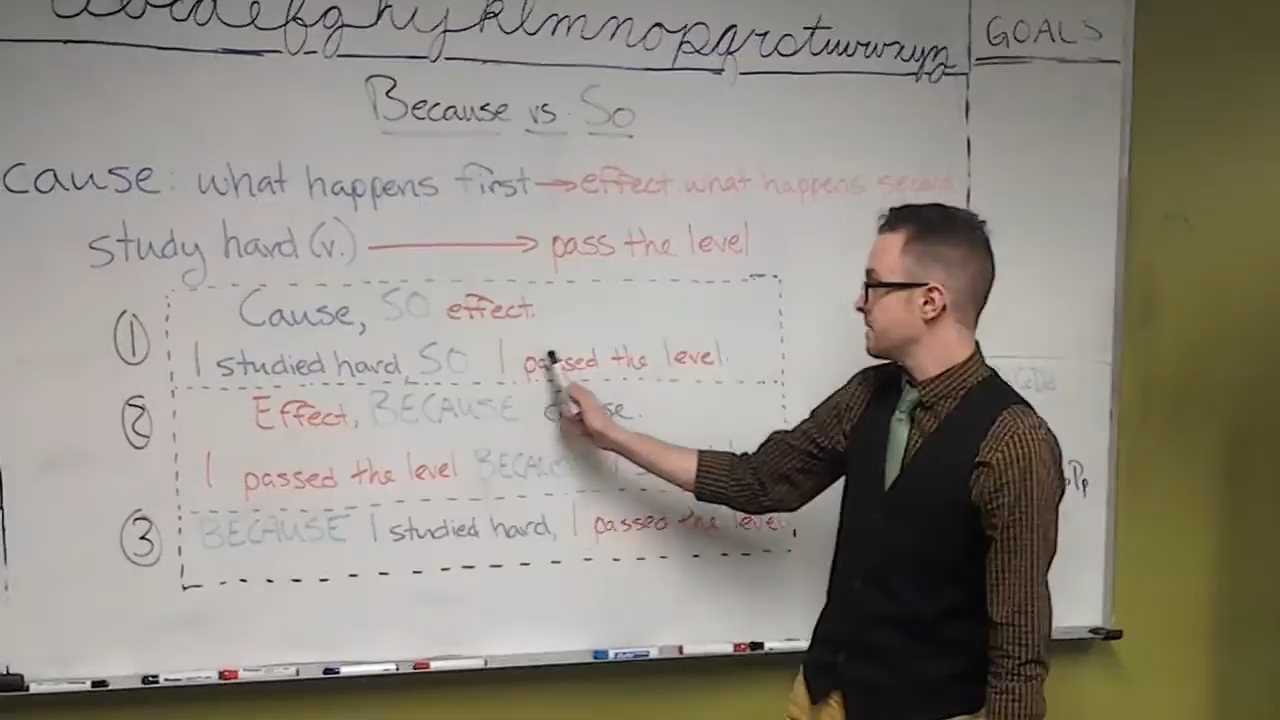 efghijklmnopqrstuvwxyz
GOALS
Because vs. So
cause: what happens first → effect: what happens second
study hard (v.) → pass the level
① Cause, SO effect.
I studied hard, SO I passed the level.
② Effect, BECAUSE cause.
I passed the level BECAUSE I
③ BECAUSE I studied hard, I passed the level,